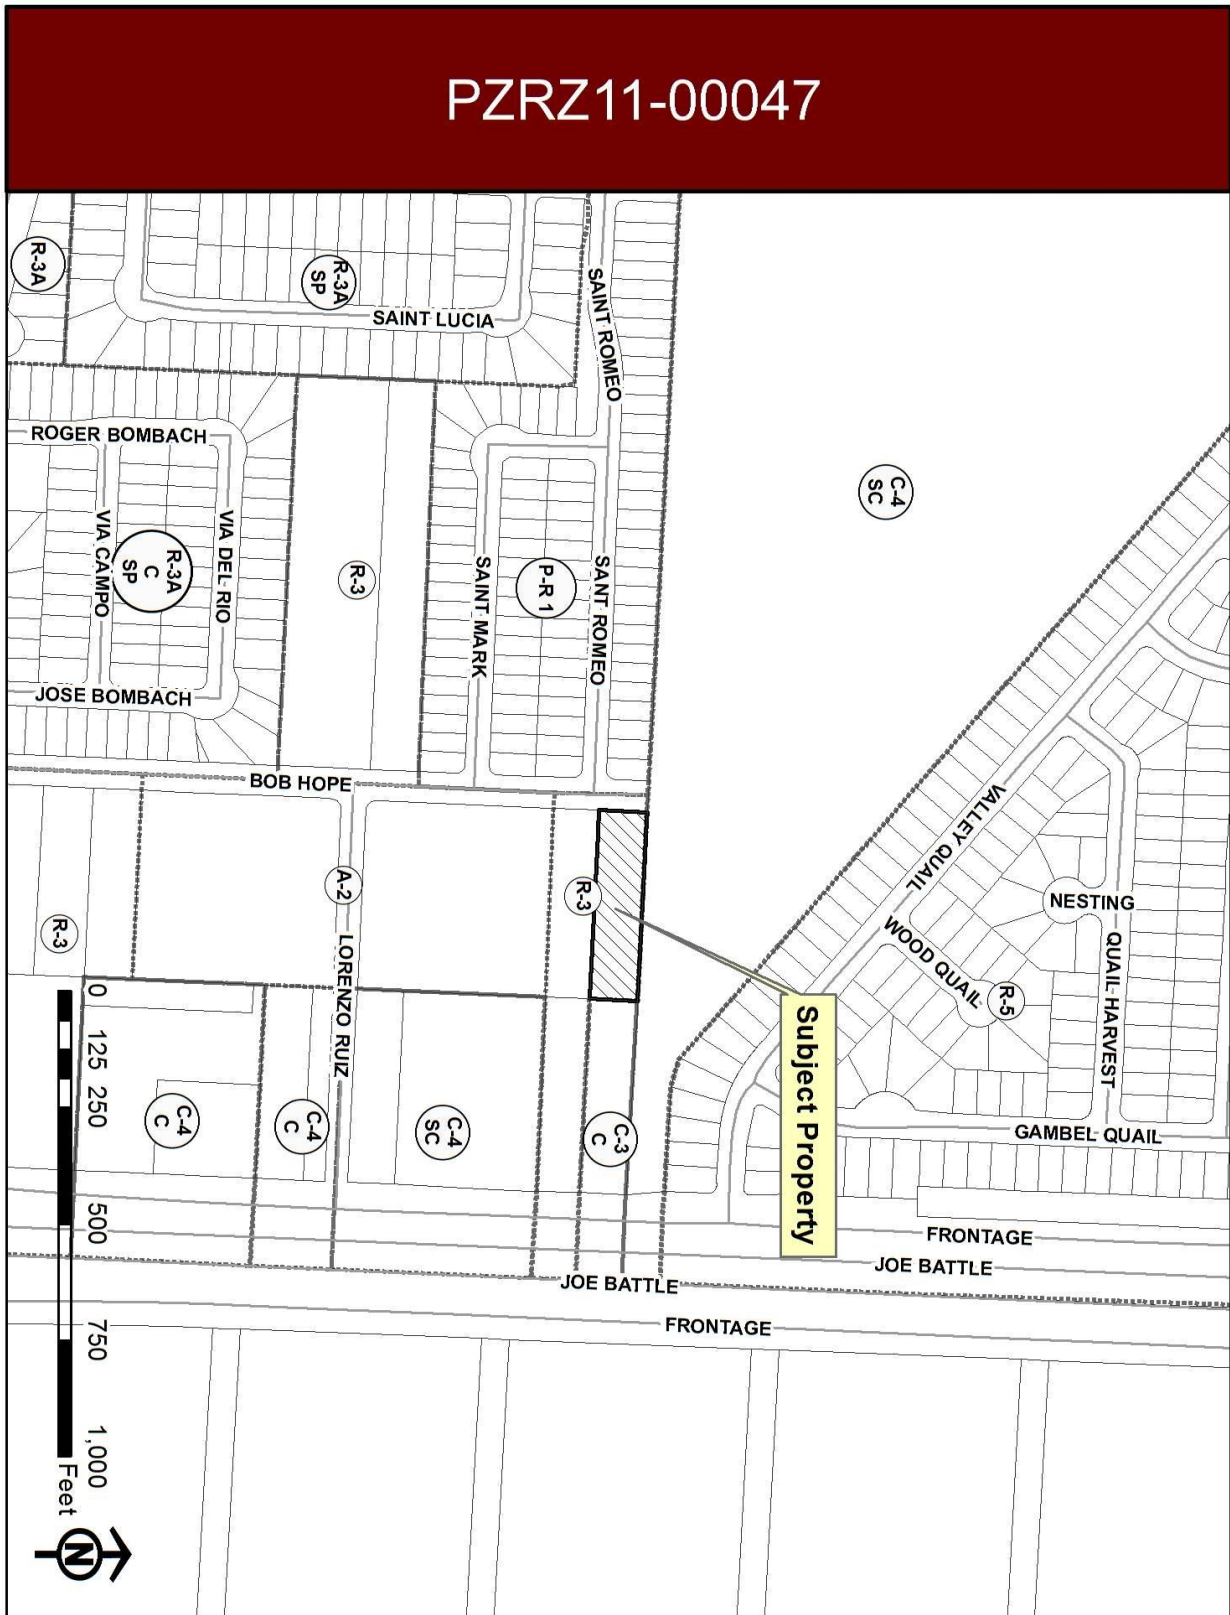 PZRZ11-00047
SAINT ROMEO
R-3A
R-3A
SP
SAINT LUCIA
ROGER BOMBACH
C-4
SC
VIA CAMPO
R-3A
C
SP
VIA DEL RIO
R-3
SAINT MARK
P-R 1
SANT ROMEO
JOSE BOMBACH
BOB HOPE
VALLEY QUAIL
A-2
R-3
NESTING
QUAIL HARVEST
WOOD QUAIL
R-3
LORENZO RUIZ
R-5
Subject Property
C-4
C
C-4
C
C-4
SC
C-3
C
GAMBEL QUAIL
FRONTAGE
JOE BATTLE
JOE BATTLE
FRONTAGE
0 125 250 500 750 1,000
Feet
N